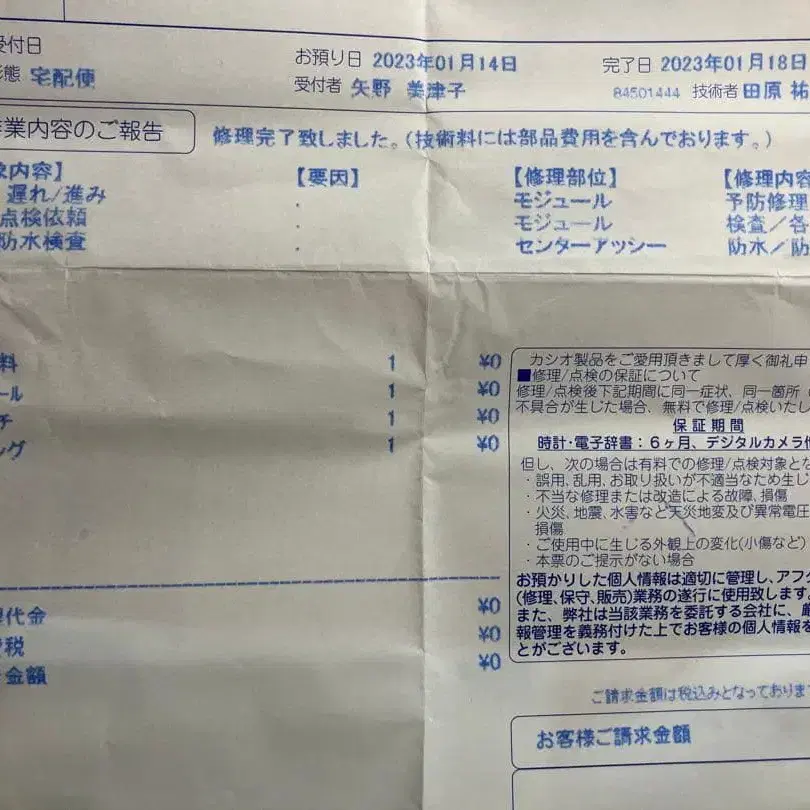 受付日
お預り日 2023年01月14日 完了日 2023年01月18日
形態 宅配便
受付者 矢野 美津子 84501444 技術者 田原 祐
作業内容のご報告 修理完了致しました。(技術料には部品費用を含んでおります。)
象内容】 【要因】 【修理部位】 【修理内容
遅れ/進み モジュール 予防修理
点検依頼 モジュール 検査/各
防水検査 センターアッシー 防水/防
料 1 ¥0
ール 1 ¥0
チ 1 ¥0
ング 1 ¥0
カシオ製品をご愛用頂きまして厚く御礼申
■修理/点検の保証について
修理/点検後下記期間に同一症状、同一箇所
不具合が生じた場合、無料で修理/点検いたし
保証期間
時計・電子辞書:6ヶ月、デジタルカメラ他
但し、次の場合は有料での修理/点検対象とな
・誤用、乱用、お取り扱いが不適当なため生じ
・不当な修理または改造による故障、損傷
・火災、地震、水害など天災地変及び異常電圧
損傷
・ご使用中に生じる外観上の変化(小傷など)
・本票のご提示がない場合
お預かりした個人情報は適切に管理し、アフタ
(修理、保守、販売)業務の遂行に使用致します。
また、弊社は当該業務を委託する会社に、厳
報管理を義務付けた上でお客様の個人情報を
とがございます。
代金 ¥0
税 ¥0
金額 ¥0
ご請求金額は税込みとなっております
お客様ご請求金額